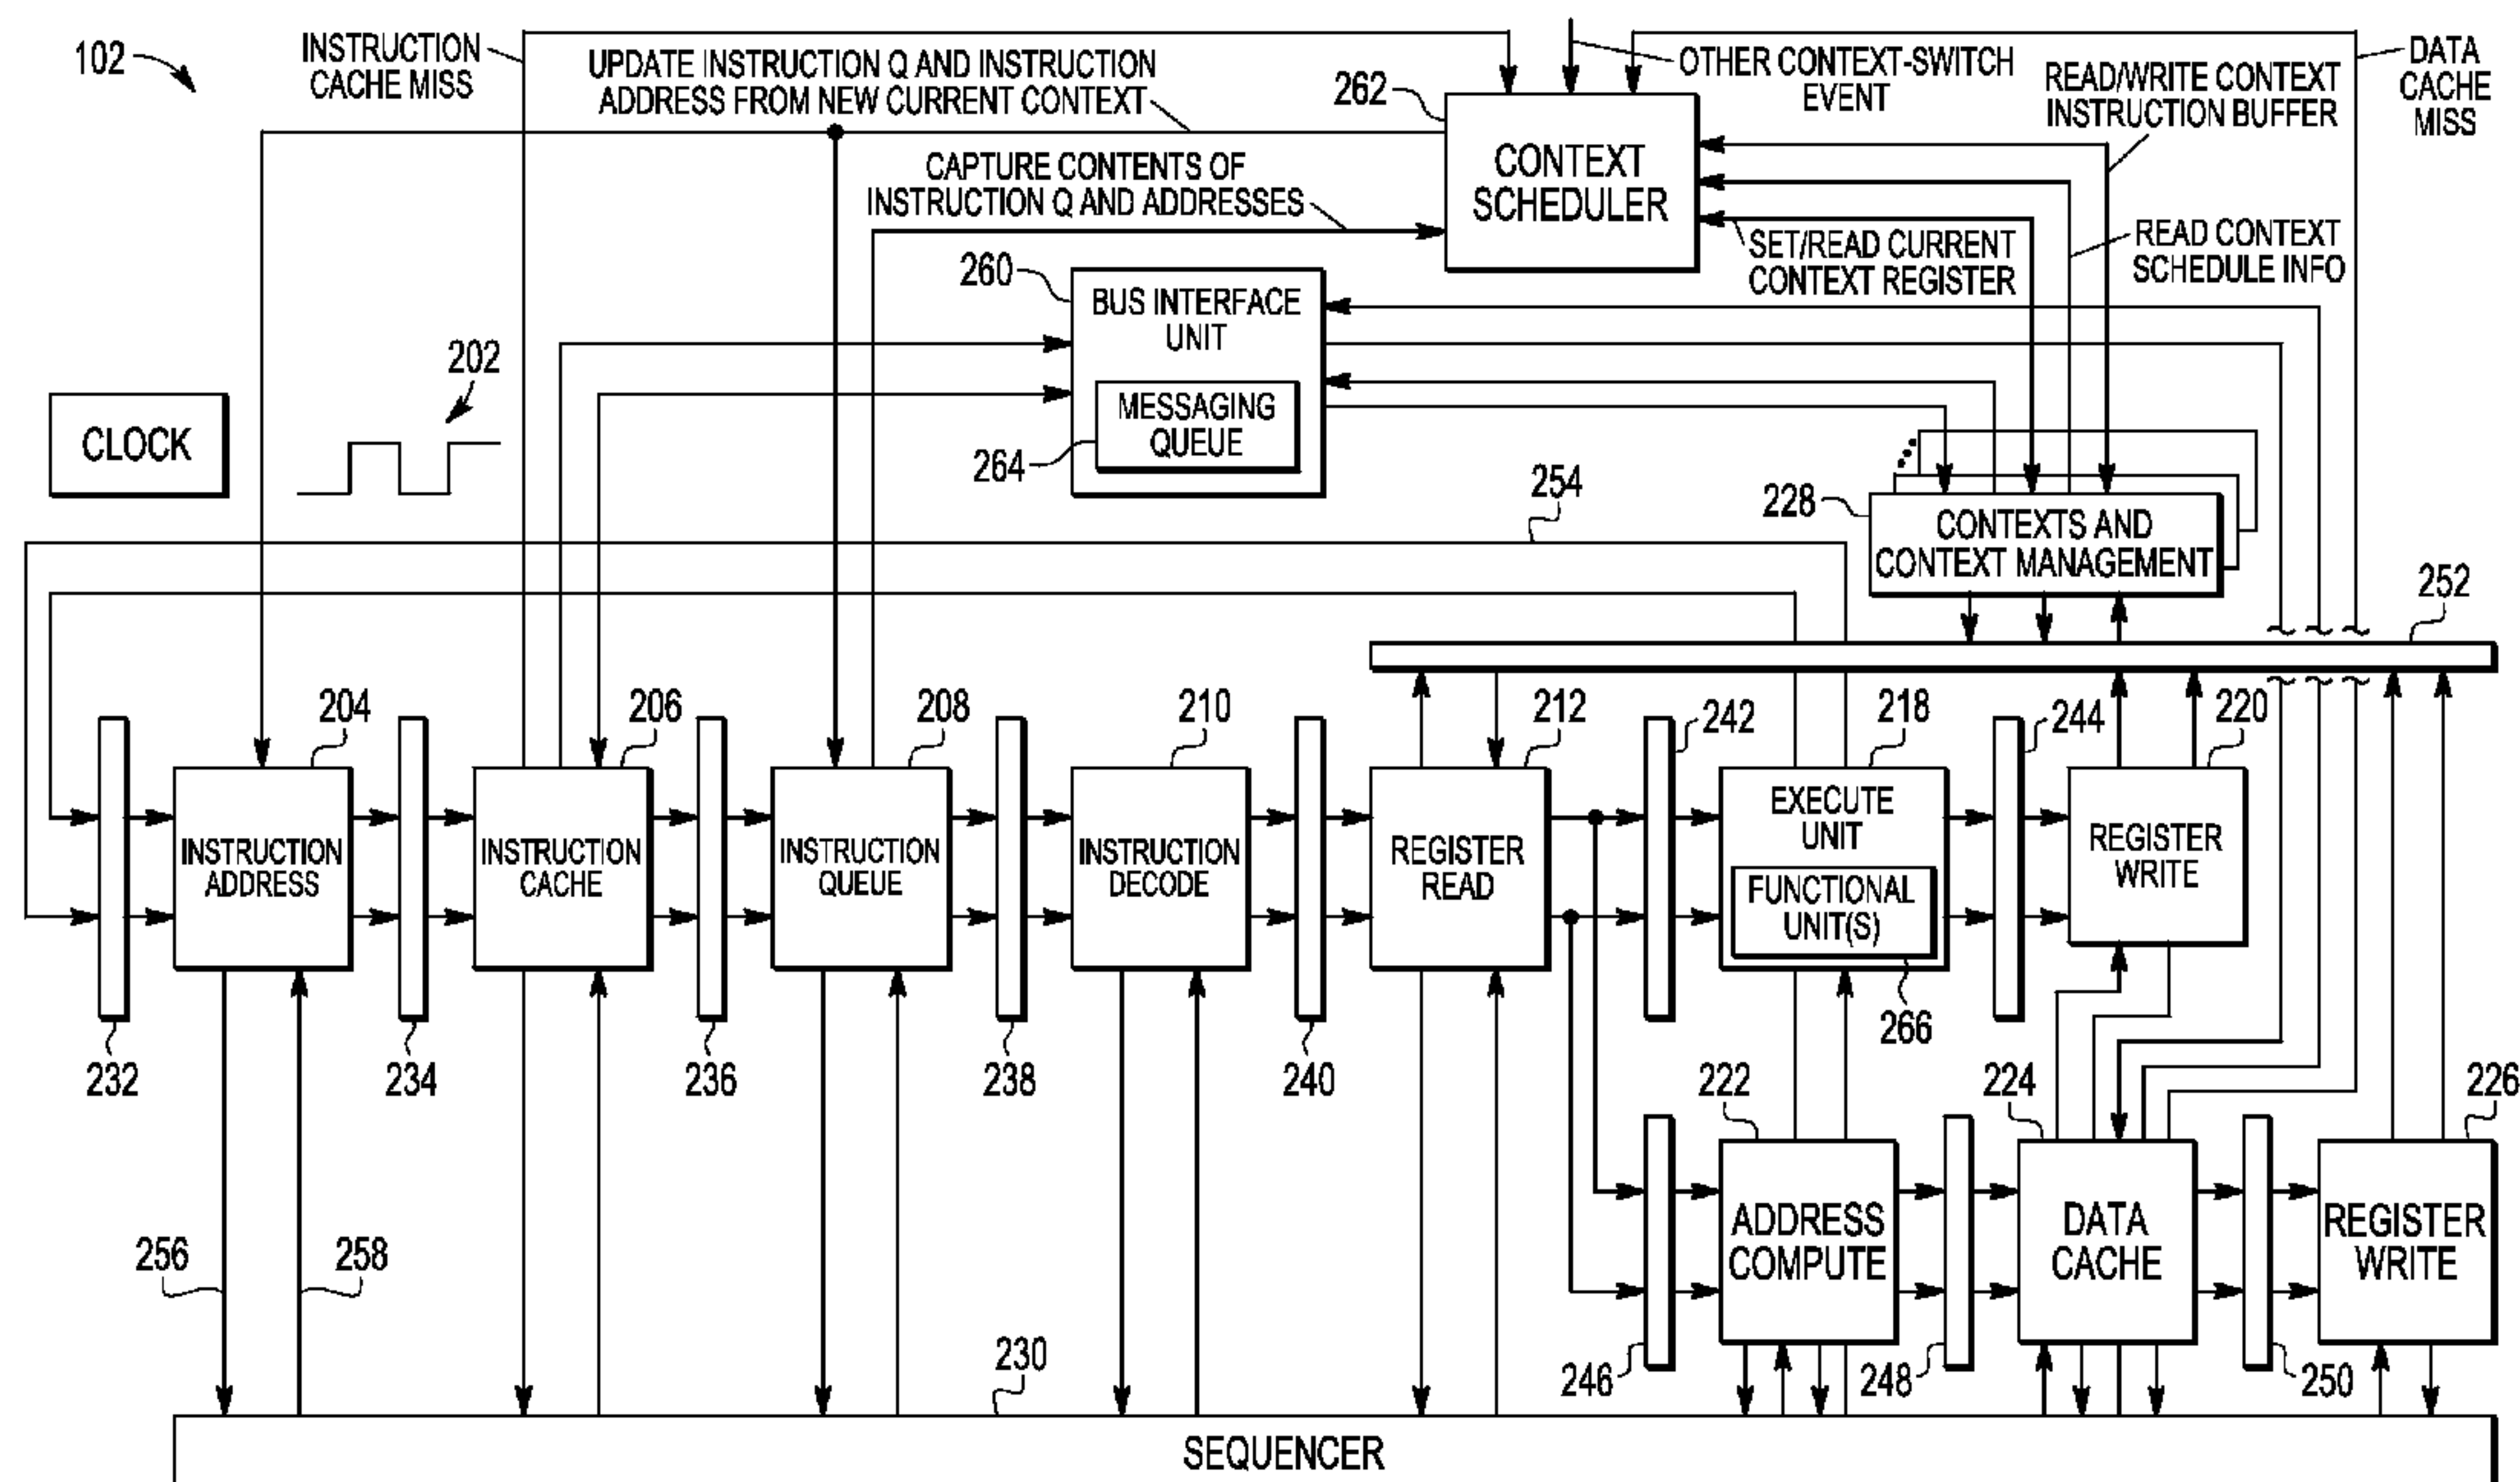 102
INSTRUCTION
CACHE MISS
UPDATE INSTRUCTION Q AND INSTRUCTION
ADDRESS FROM NEW CURRENT CONTEXT
CAPTURE CONTENTS OF
INSTRUCTION Q AND ADDRESSES
262
CONTEXT
SCHEDULER
OTHER CONTEXT-SWITCH
EVENT
READ/WRITE CONTEXT
INSTRUCTION BUFFER
DATA
CACHE
MISS
SET/READ CURRENT
CONTEXT REGISTER
READ CONTEXT
SCHEDULE INFO
260
BUS INTERFACE
UNIT
MESSAGING
QUEUE
264
202
CLOCK
254
228
CONTEXTS AND
CONTEXT MANAGEMENT
252
204
206
208
210
212
242
218
244
220
INSTRUCTION
ADDRESS
INSTRUCTION
CACHE
INSTRUCTION
QUEUE
INSTRUCTION
DECODE
REGISTER
READ
EXECUTE
UNIT
FUNCTIONAL
UNIT(S)
REGISTER
WRITE
266
232
234
236
238
240
222
224
226
ADDRESS
COMPUTE
DATA
CACHE
REGISTER
WRITE
256
258
246
248
250
230
SEQUENCER